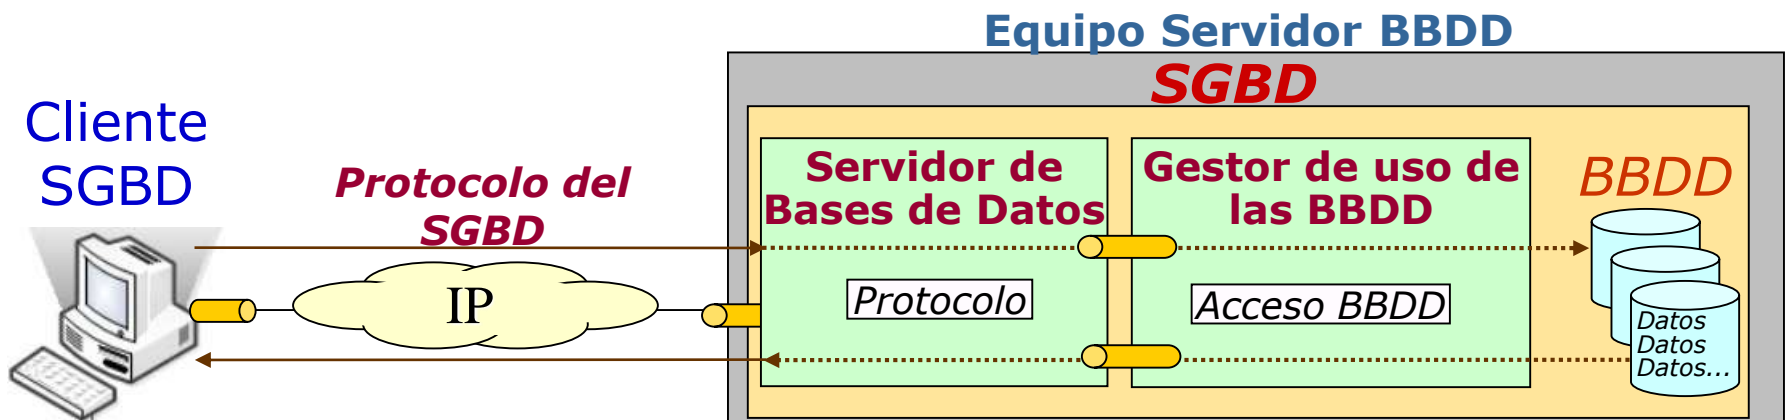 Equipo Servidor BBDD
SGBD
Cliente
SGBD
Protocolo del
SGBD
IP
Servidor de
Bases de Datos
Protocolo
Gestor de uso de
las BBDD
Acceso BBDD
BBDD
Datos
Datos
Datos...